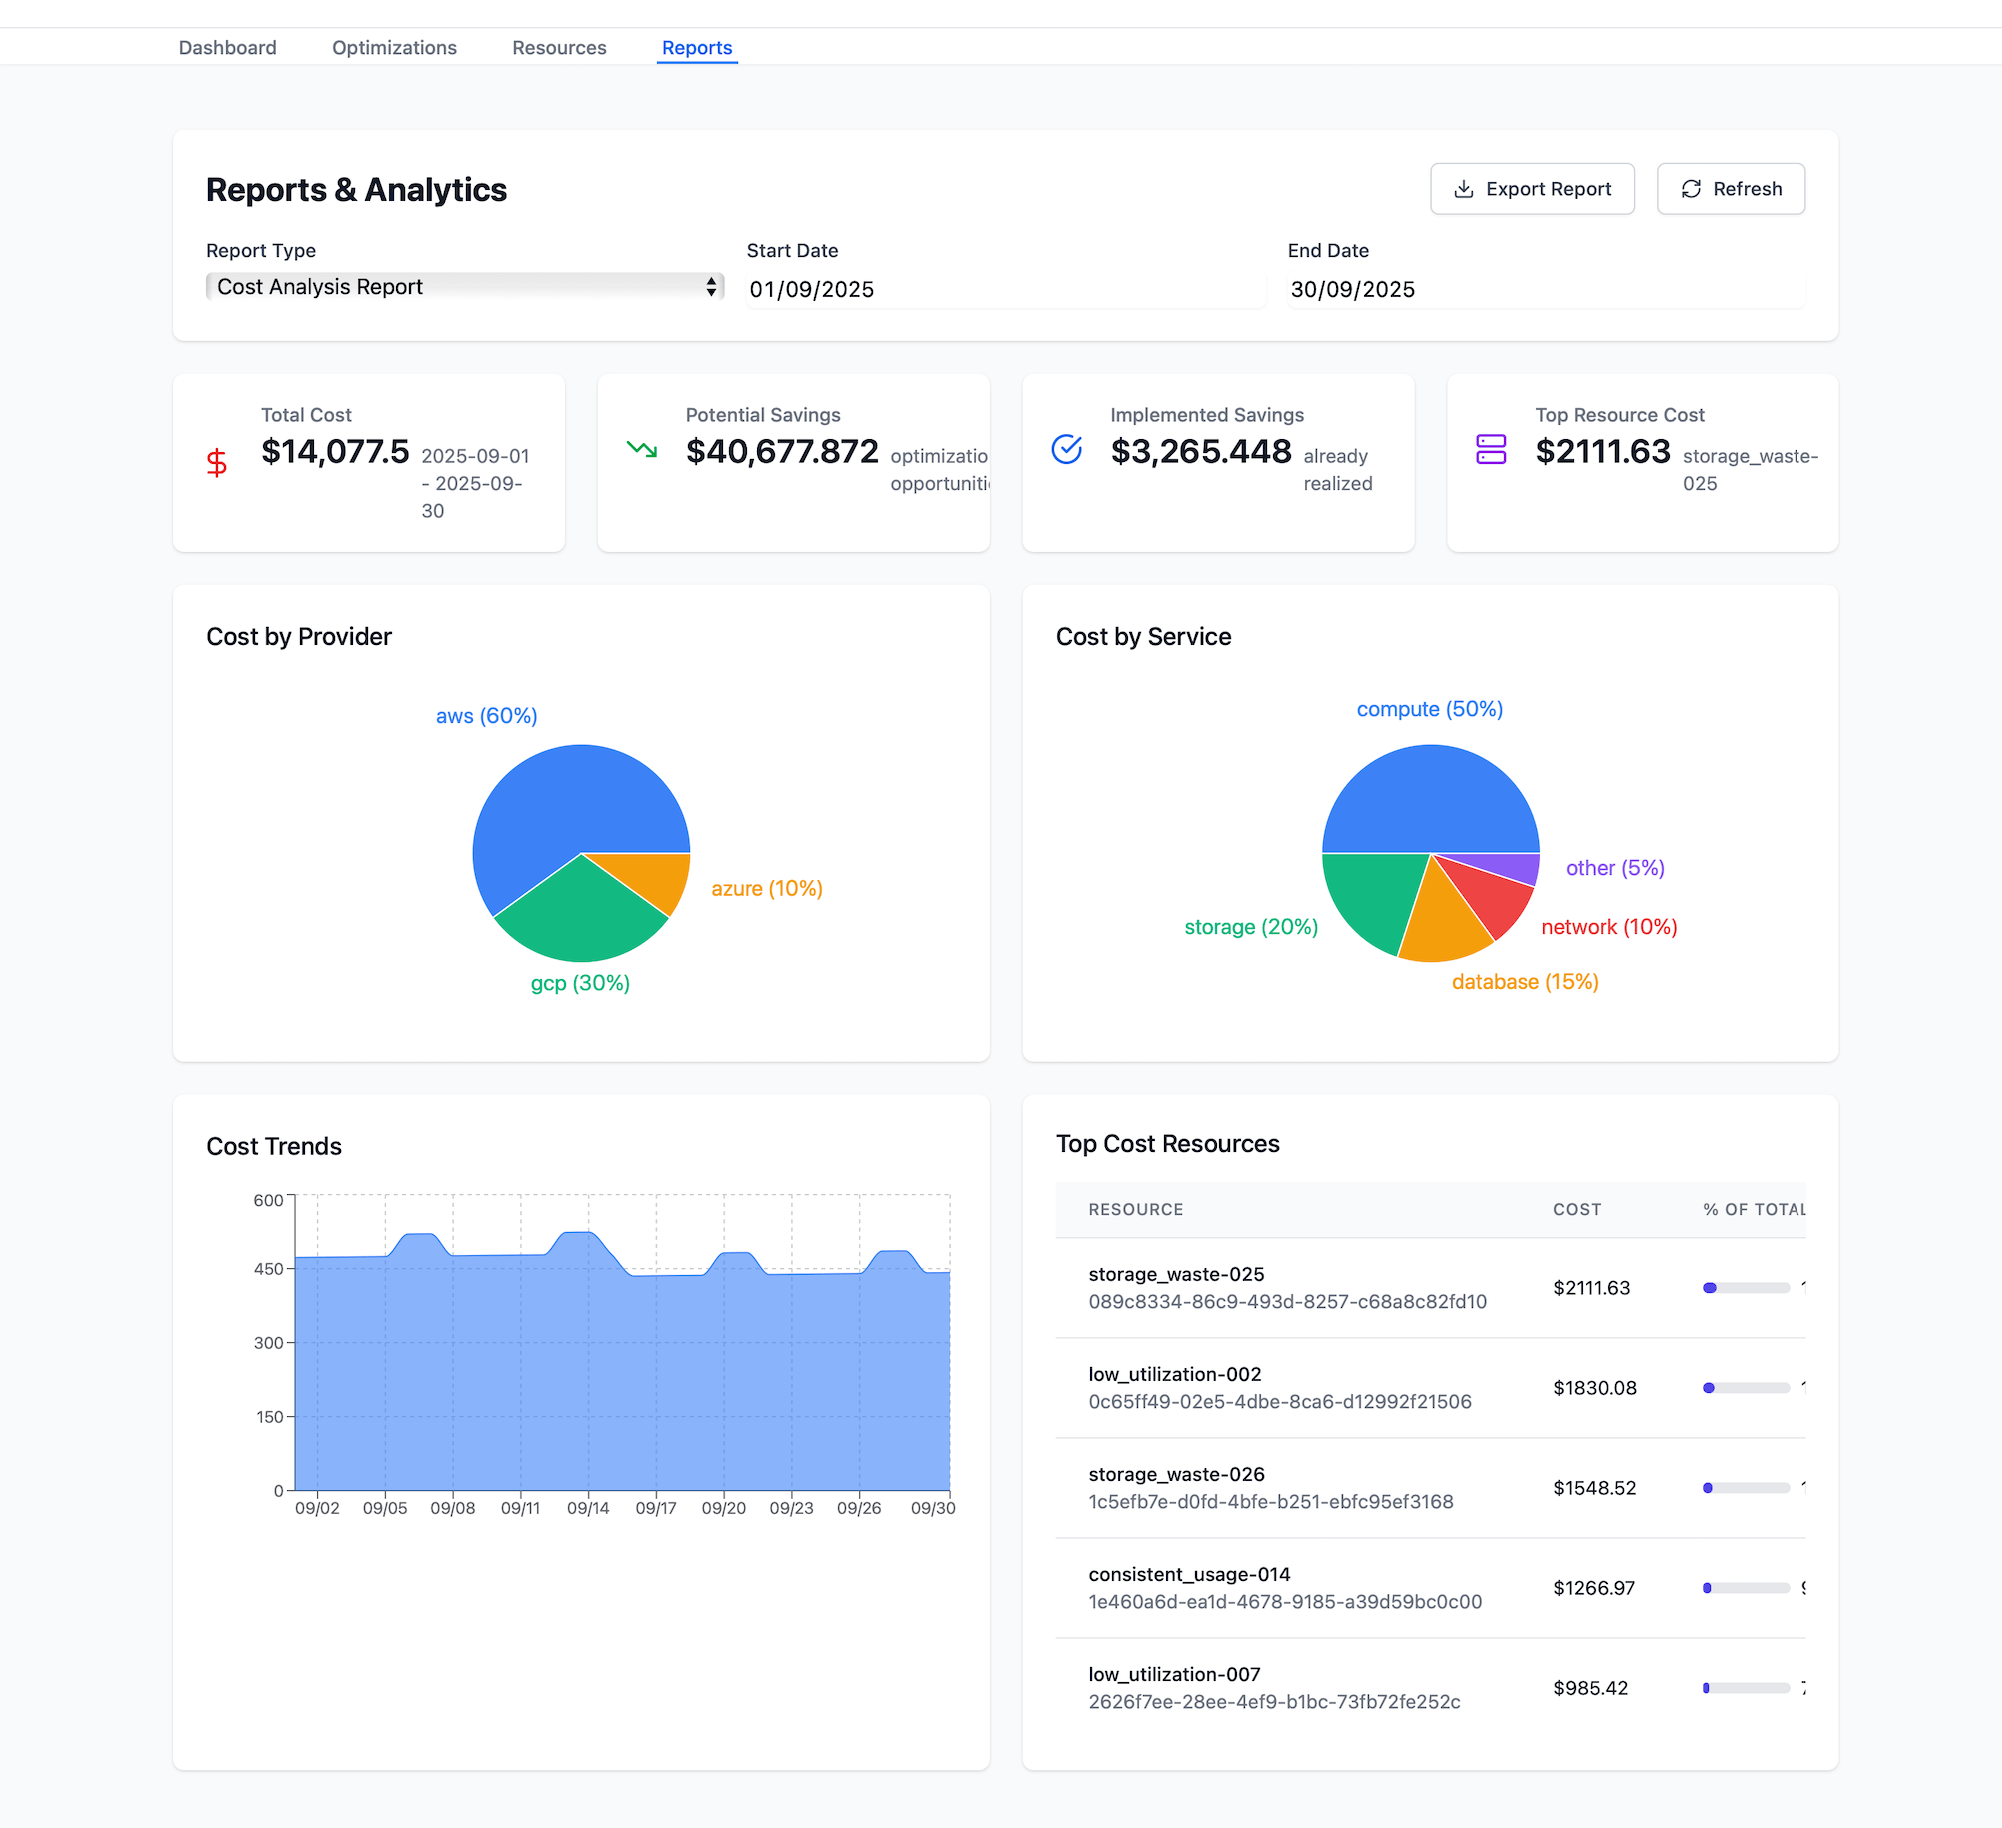 Dashboard Optimizations Resources Reports
Reports & Analytics
Export Report Refresh
Report Type Start Date End Date
Cost Analysis Report 01/09/2025 30/09/2025
Total Cost
$14,077.5 2025-09-01
- 2025-09-
30
Potential Savings
$40,677.872 optimizatio
opportuniti
Implemented Savings
$3,265.448 already
realized
Top Resource Cost
$2111.63 storage_waste-
025
Cost by Provider
aws (60%)
azure (10%)
gcp (30%)
Cost by Service
compute (50%)
other (5%)
storage (20%) network (10%)
database (15%)
Cost Trends
600
450
300
150
0
09/02 09/05 09/08 09/11 09/14 09/17 09/20 09/23 09/26 09/30
Top Cost Resources
RESOURCE COST % OF TOTAL
storage_waste-025
089c8334-86c9-493d-8257-c68a8c82fd10
$2111.63
low_utilization-002
0c65ff49-02e5-4dbe-8ca6-d12992f21506
$1830.08
storage_waste-026
1c5efb7e-d0fd-4bfe-b251-ebfc95ef3168
$1548.52
consistent_usage-014
1e460a6d-ea1d-4678-9185-a39d59bc0c00
$1266.97
low_utilization-007
2626f7ee-28ee-4ef9-b1bc-73fb72fe252c
$985.42